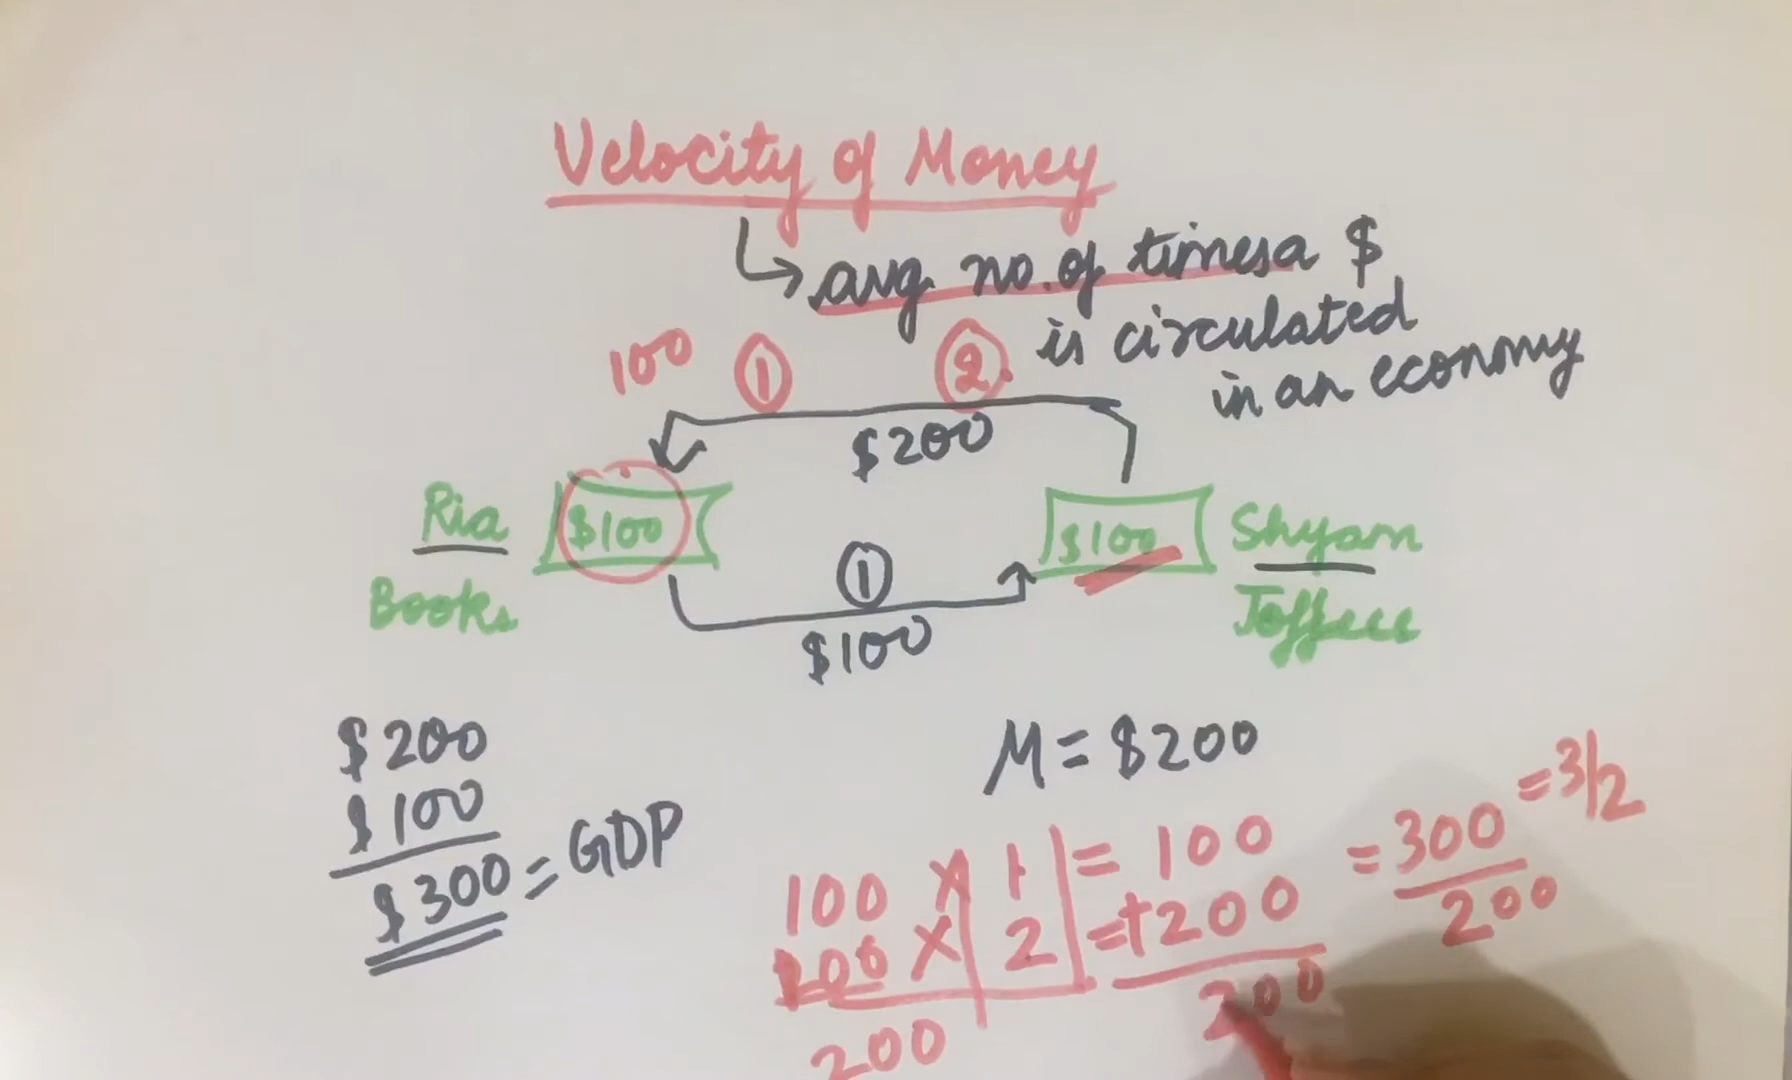 Velocity of Money
↳ avg. no. of times a $
is circulated
in an economy
100 ① ②
$200
Ria $100 $100 Shyam
Books
①
$100
M = $200
$200
$100
$300 = GDP
100 × 1 = 100
100 × 2 = +200
200
= 300/200 = 3/2